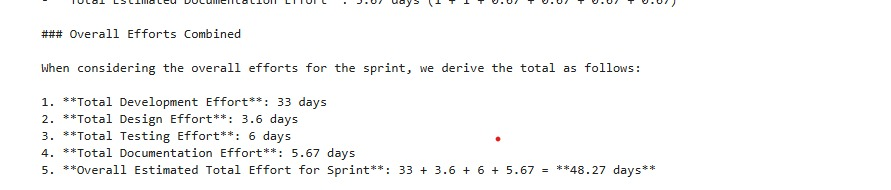 -   **Total Estimated Documentation Effort**: 5.67 days (1 + 1 + 0.67 + 0.67 + 0.67 + 0.67)
### Overall Efforts Combined
When considering the overall efforts for the sprint, we derive the total as follows:
1. **Total Development Effort**: 33 days
2. **Total Design Effort**: 3.6 days
3. **Total Testing Effort**: 6 days
4. **Total Documentation Effort**: 5.67 days
5. **Overall Estimated Total Effort for Sprint**: 33 + 3.6 + 6 + 5.67 = **48.27 days**